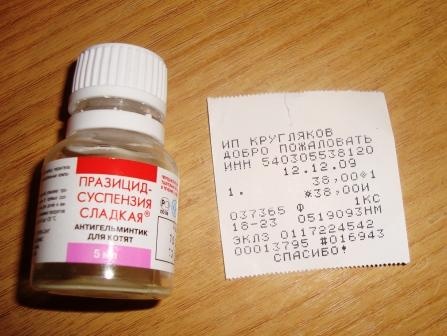 ПРАЗИЦИД-
СУСПЕНЗИЯ
СЛАДКАЯ®
АНТИГЕЛЬМИНТИК
ДЛЯ КОТЯТ
5 мл
ИП КРУГЛЯКОВ
ДОБРО ПОЖАЛОВАТЬ
ИНН 540305538120
12.12.09
38,00*1
1. *38,00И
037365 Ф 1КС
18-23 0519093НМ
ЭКЛЗ 0117224542
00013795 #016943
СПАСИБО!